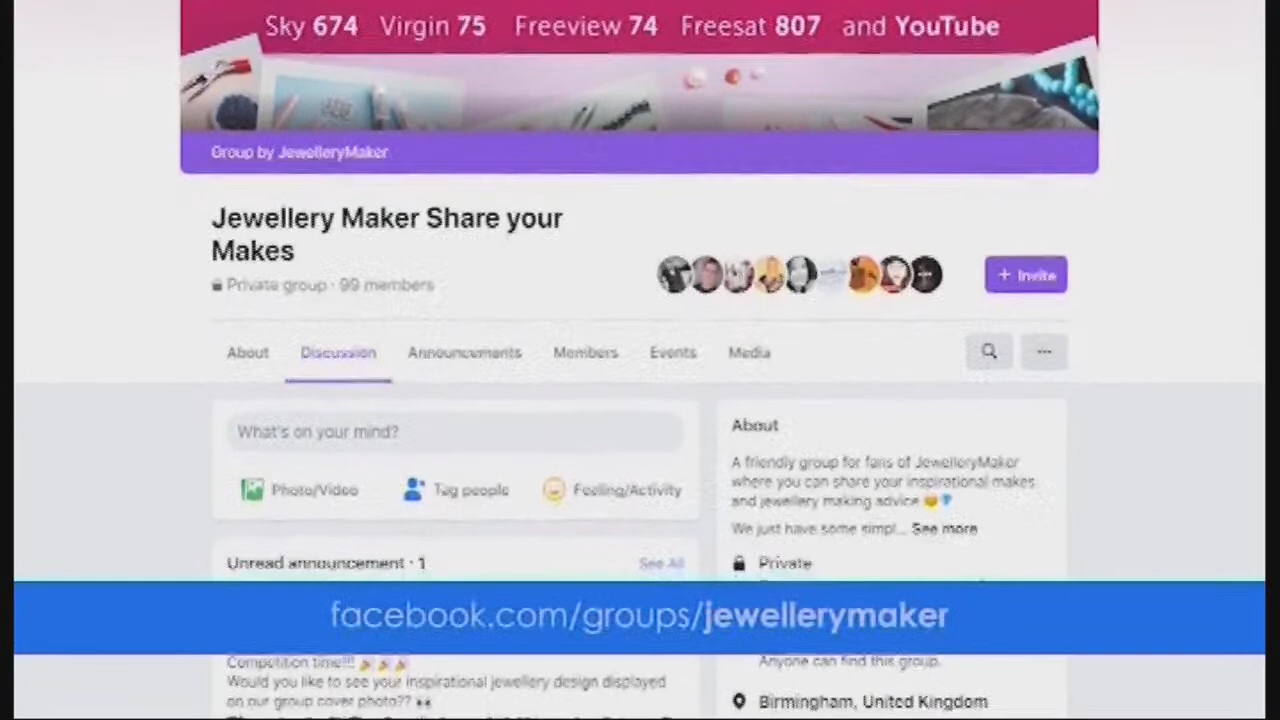 Sky 674 Virgin 75 Freeview 74 Freesat 807 and YouTube
Group by JewelleryMaker
Jewellery Maker Share your
Makes
Private group · 99 members
+ Invite
About Discussion Announcements Members Events Media
What's on your mind?
Photo/Video Tag people Feeling/Activity
Unread announcement · 1 See All
About
A friendly group for fans of JewelleryMaker
where you can share your inspirational makes
and jewellery making advice 😊💎
We just have some simpl... See more
Private
facebook.com/groups/jewellerymaker
Competition time!!! 🎉🎉🎉
Would you like to see your inspirational jewellery design displayed
on our group cover photo?? 👀
Anyone can find this group.
Birmingham, United Kingdom